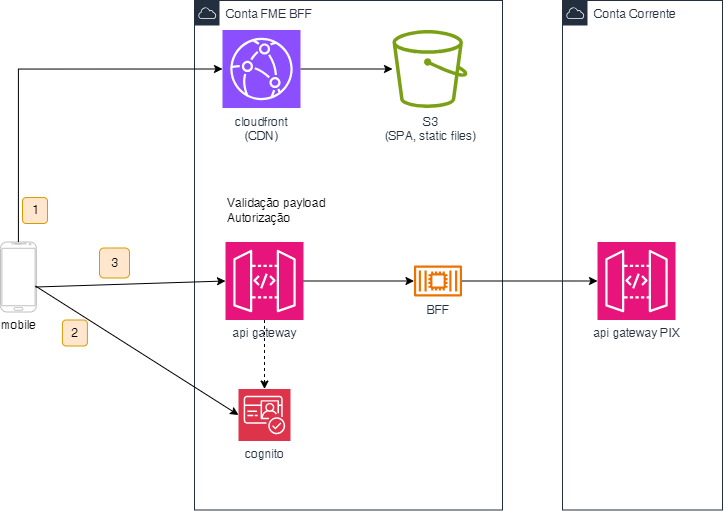 Conta FME BFF
Conta Corrente
cloudfront
(CDN)
S3
(SPA, static files)
1
Validação payload
Autorização
3
mobile
2
api gateway
BFF
api gateway PIX
cognito